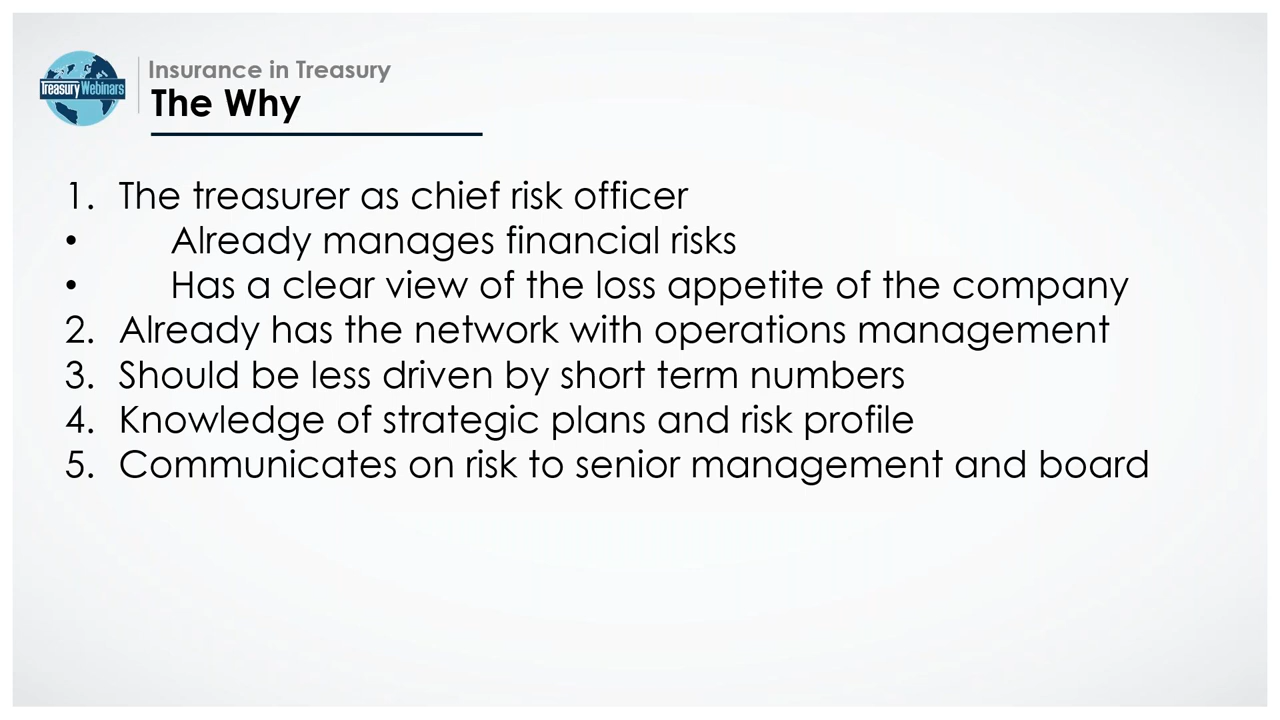 Treasury Webinars
Insurance in Treasury
The Why
1. The treasurer as chief risk officer
• Already manages financial risks
• Has a clear view of the loss appetite of the company
2. Already has the network with operations management
3. Should be less driven by short term numbers
4. Knowledge of strategic plans and risk profile
5. Communicates on risk to senior management and board